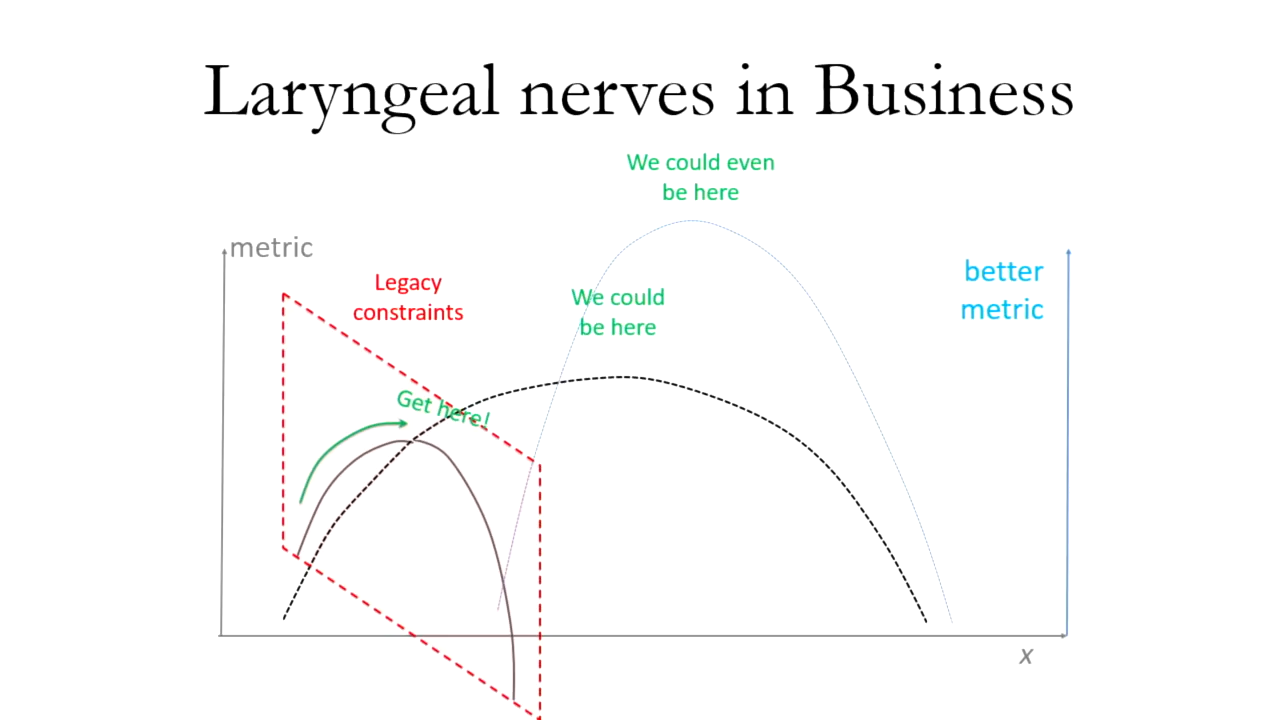 Laryngeal nerves in Business
We could even
be here
metric
Legacy
constraints
We could
be here
better
metric
Get here!
x